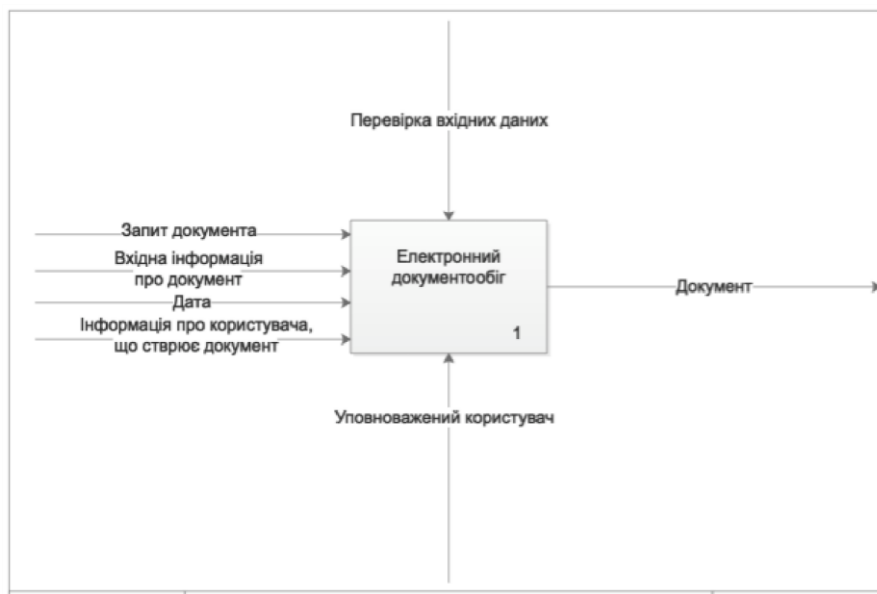 Перевірка вхідних даних
Запит документа
Вхідна інформація
про документ
Дата
Інформація про користувача,
що стврює документ
Електронний
документообіг
1
Документ
Уповноважений користувач